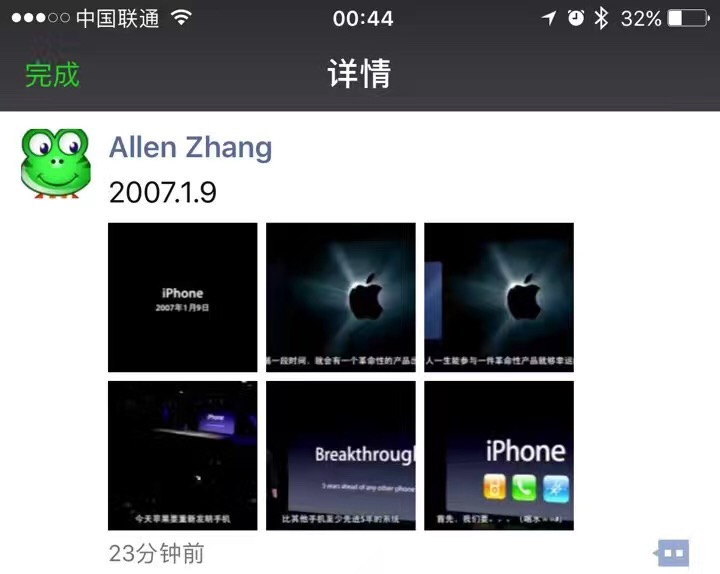 中国联通
00:44
32%
完成
详情
Allen Zhang
2007.1.9
iPhone
2007年1月9日
隔一段时间，就会有一个革命性的产品出
人一生能参与一件革命性产品就够幸运
iPhone
今天苹果要重新发明手机
Breakthroug
5 years ahead of any other phone
比其他手机至少先进5年的系统
iPhone
首先，我们要。。。（喝水=-=#）
23分钟前